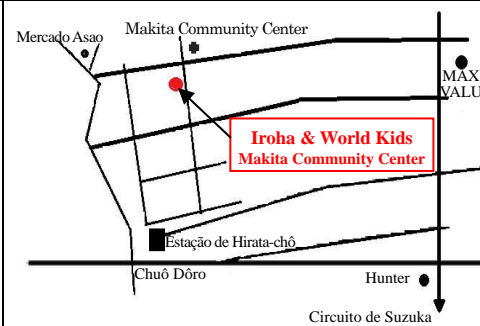 Makita Community Center
Mercado Asao
MAX
VALU
Iroha & World Kids
Makita Community Center
Estação de Hirata-chô
Chuô Dôro
Hunter
Circuito de Suzuka